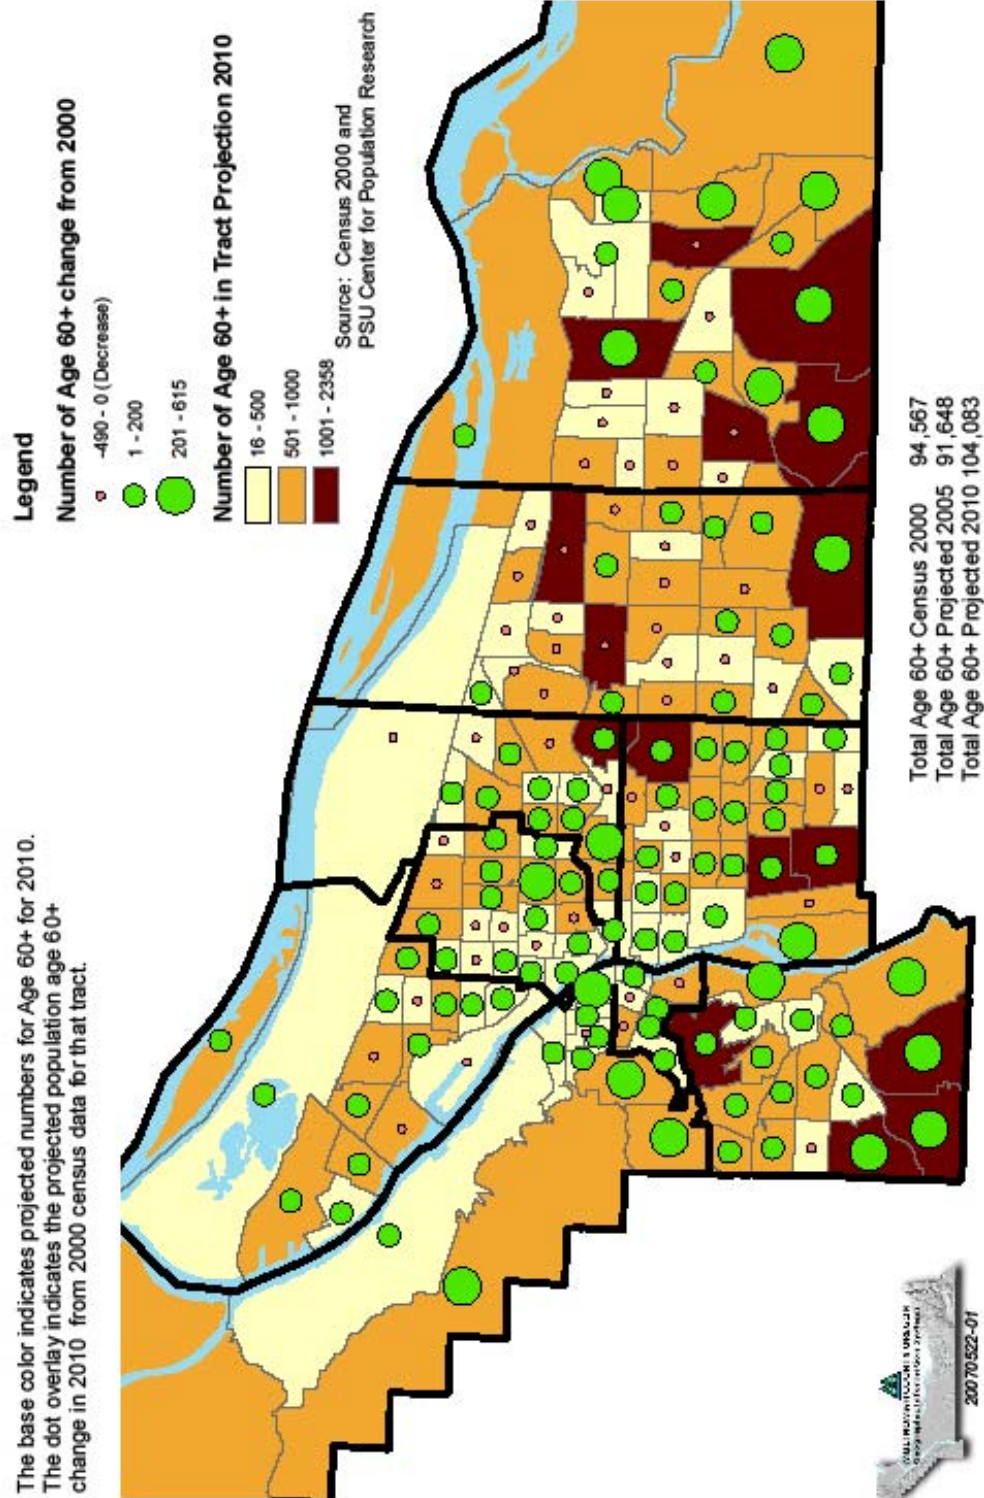 The base color indicates projected numbers for Age 60+ for 2010.
The dot overlay indicates the projected population age 60+
change in 2010 from 2000 census data for that tract.
Legend
Number of Age 60+ change from 2000
-490 - 0 (Decrease)
1 - 200
201 - 615
Number of Age 60+ in Tract Projection 2010
16 - 500
501 - 1000
1001 - 2358
Source: Census 2000 and
PSU Center for Population Research
Total Age 60+ Census 2000 94,567
Total Age 60+ Projected 2005 91,648
Total Age 60+ Projected 2010 104,083
20070522-01